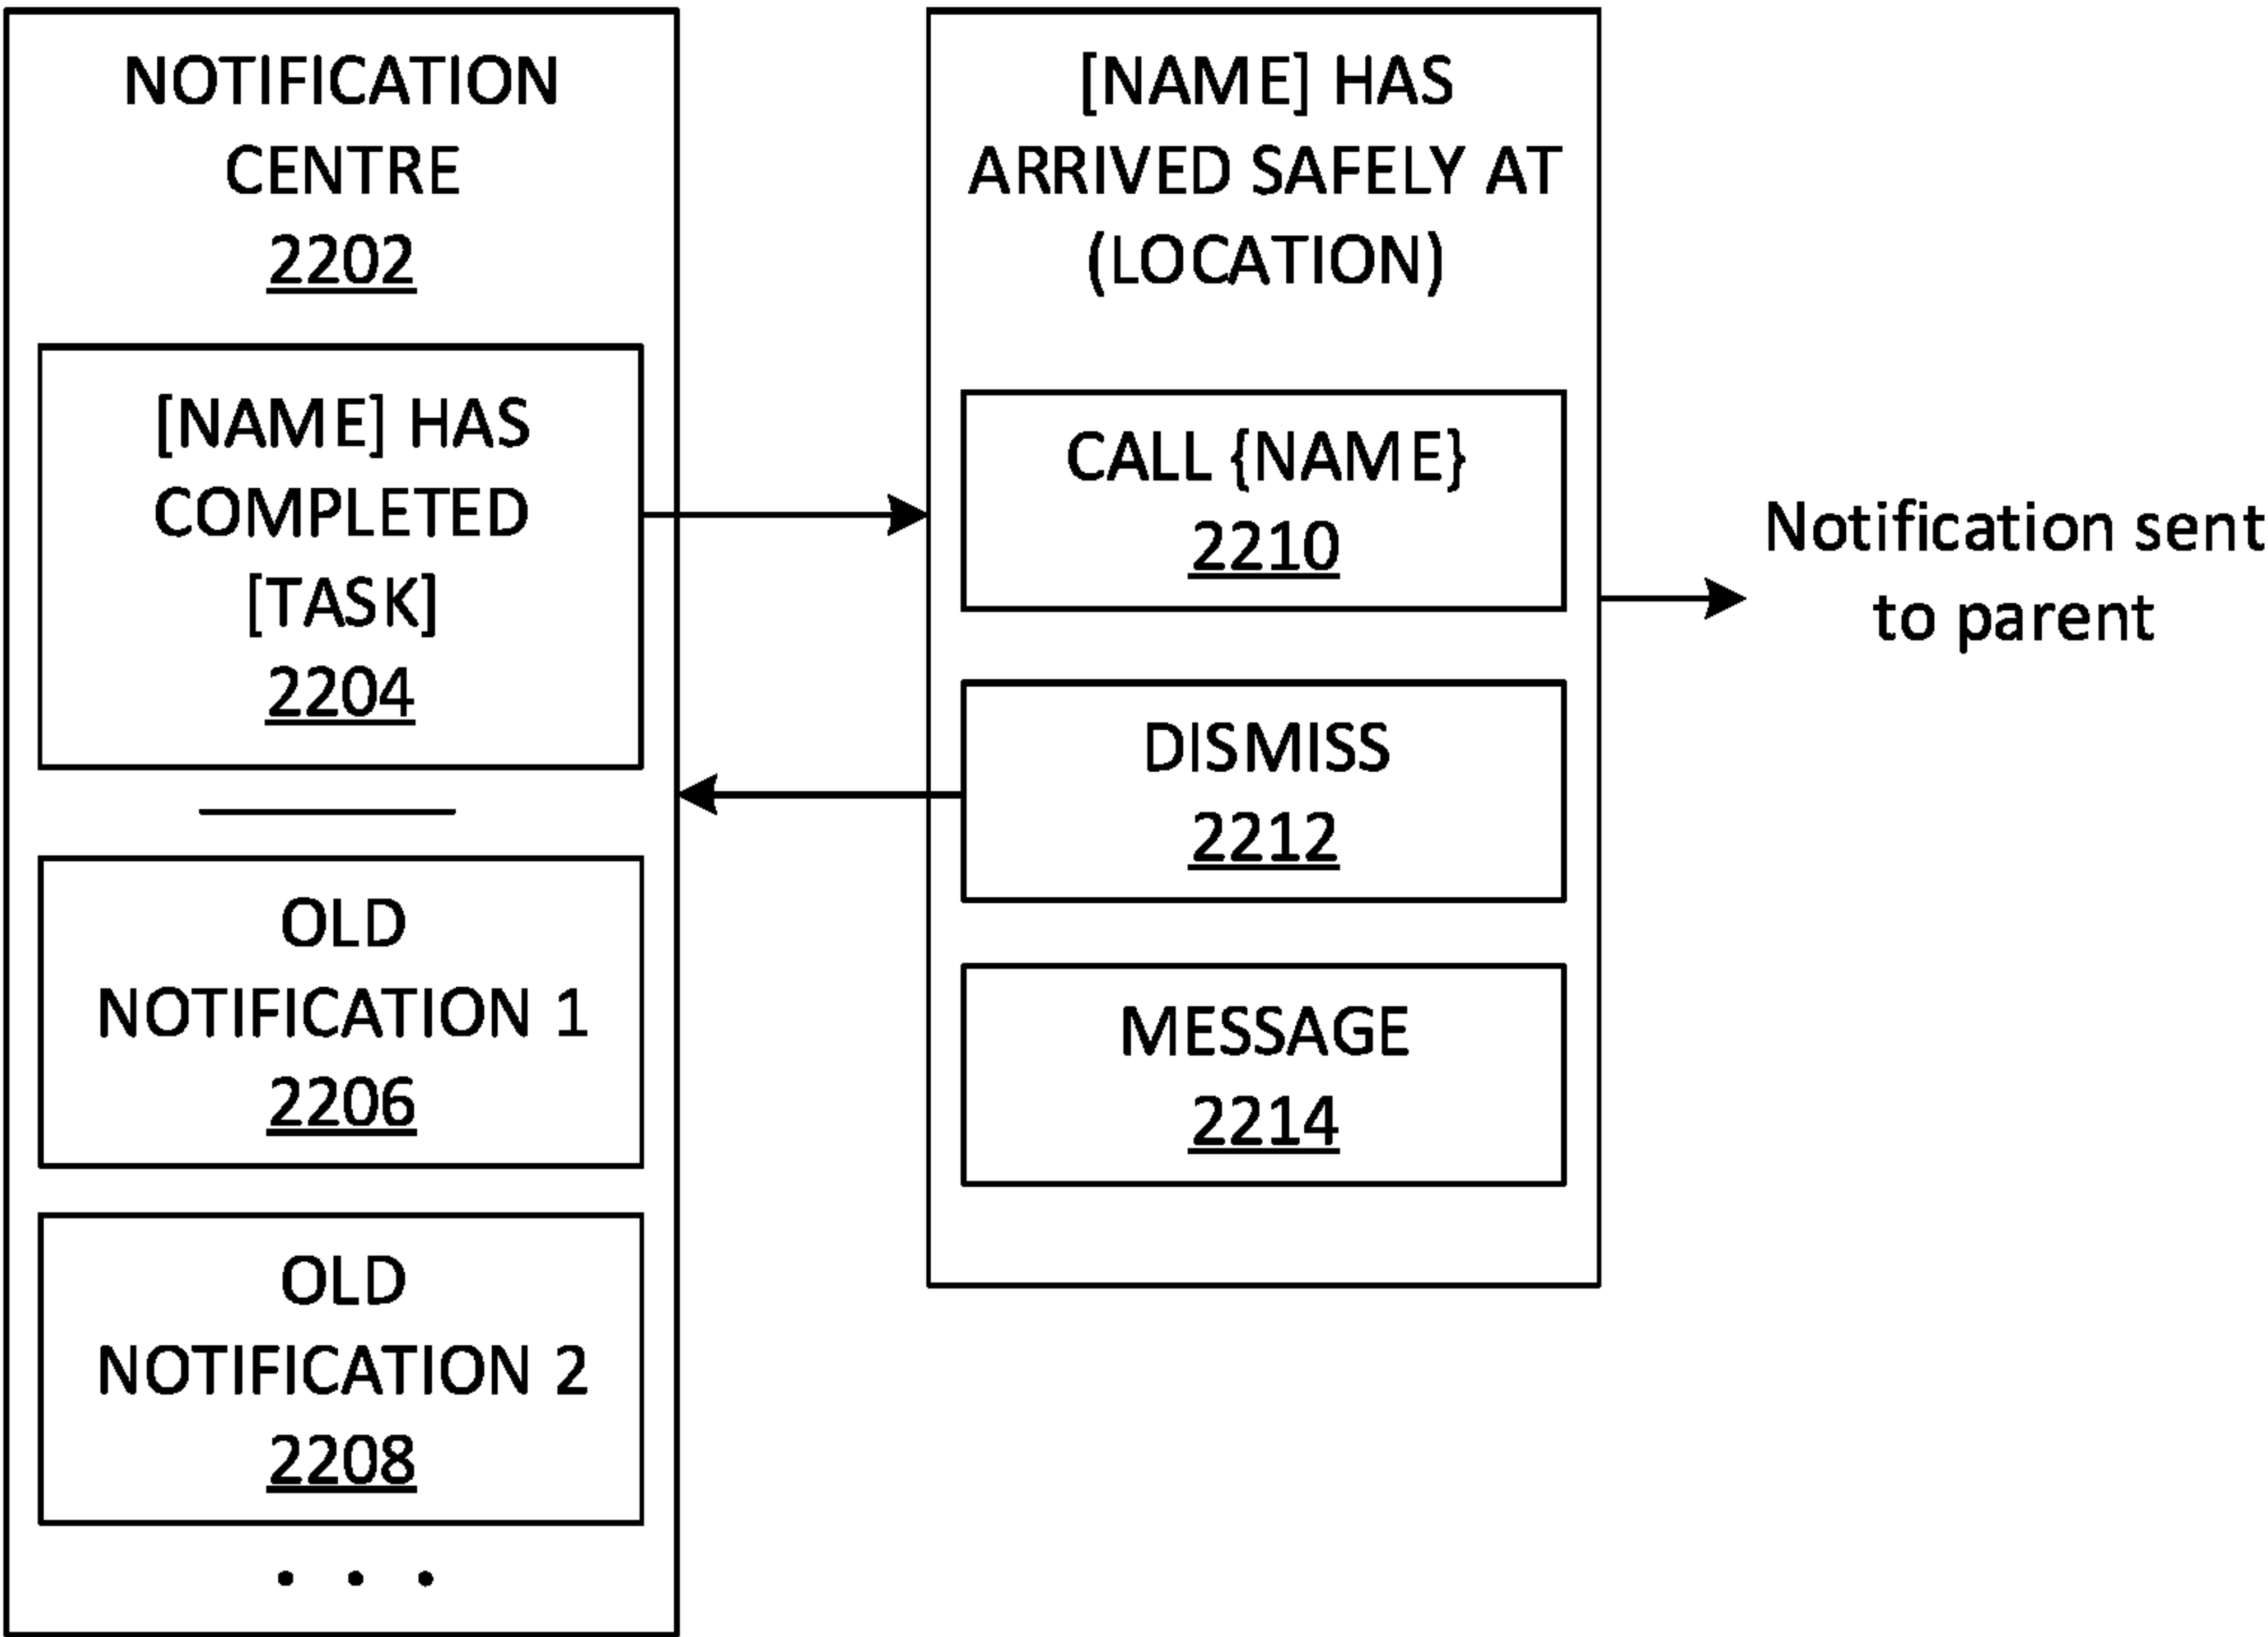 NOTIFICATION
CENTRE
2202
[NAME] HAS
COMPLETED
[TASK]
2204
OLD
NOTIFICATION 1
2206
OLD
NOTIFICATION 2
2208
. . .
[NAME] HAS
ARRIVED SAFELY AT
(LOCATION)
CALL {NAME}
2210
DISMISS
2212
MESSAGE
2214
Notification sent
to parent